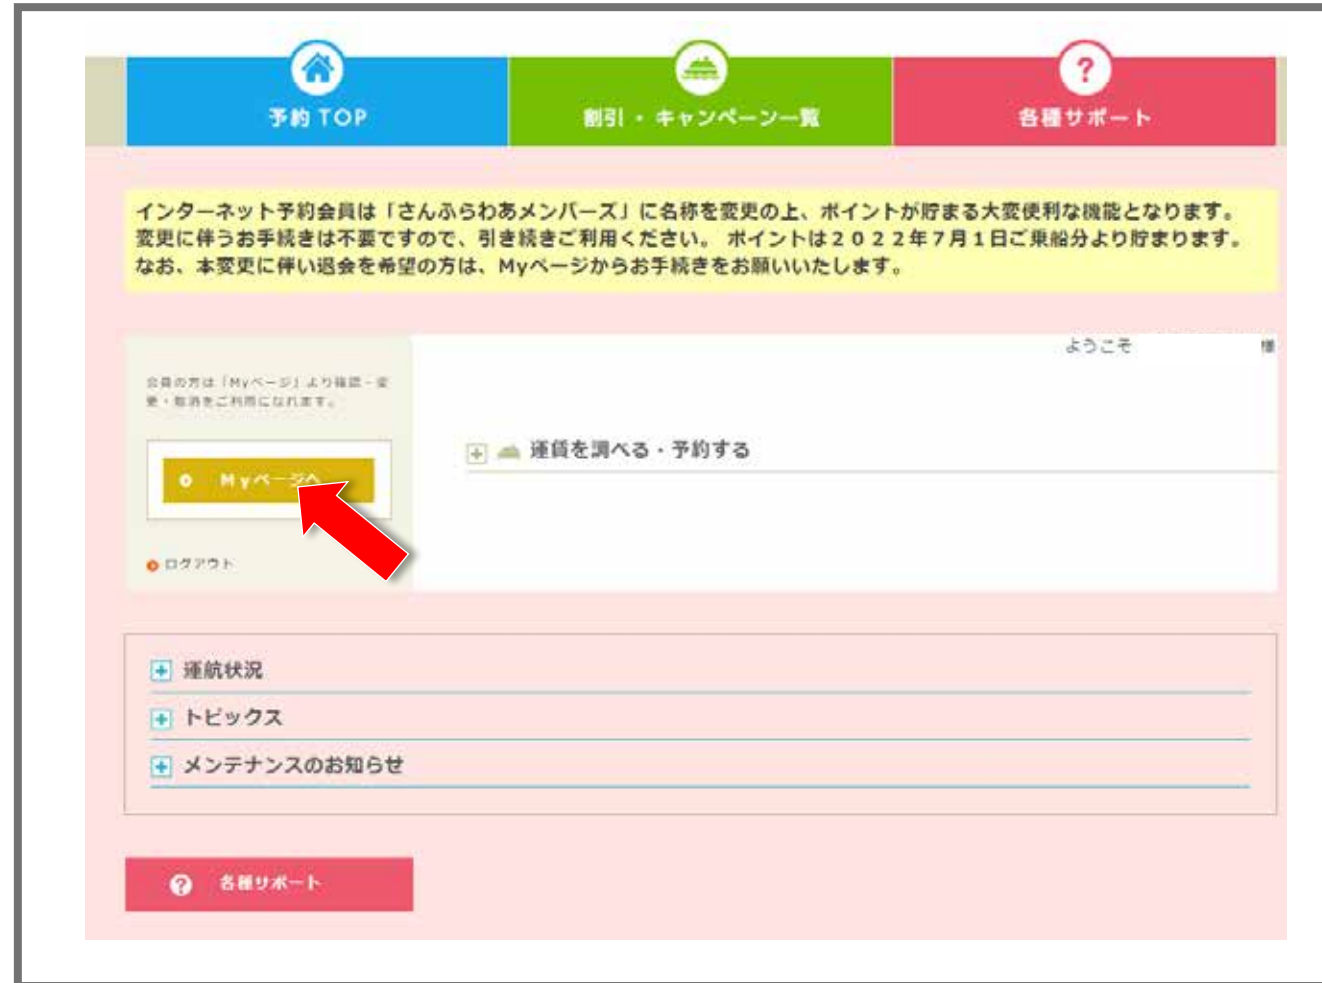 予約 TOP
割引・キャンペーン一覧
各種サポート
インターネット予約会員は「さんふらわあメンバーズ」に名称を変更の上、ポイントが貯まる大変便利な機能となります。
変更に伴うお手続きは不要ですので、引き続きご利用ください。 ポイントは２０２２年７月１日ご乗船分より貯まります。
なお、本変更に伴い退会を希望の方は、Myページからお手続きをお願いいたします。
ようこそ 様
会員の方は「Myページ」より確認・変
更・取消をご利用になれます。
運賃を調べる・予約する
Myページへ
ログアウト
運航状況
トピックス
メンテナンスのお知らせ
各種サポート